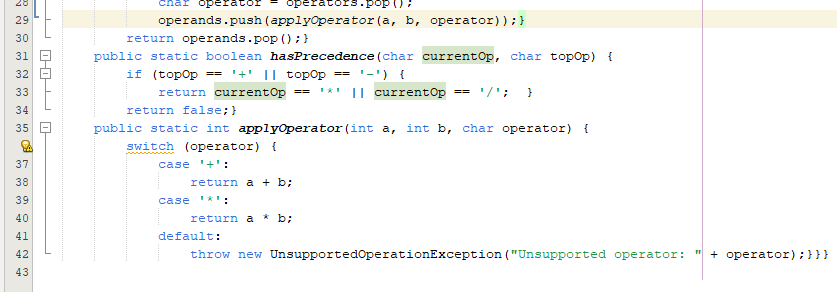 28 char operator = operators.pop();
29 operands.push(applyOperator(a, b, operator));}
30 return operands.pop();}
31 public static boolean hasPrecedence(char currentOp, char topOp) {
32 if (topOp == '+' || topOp == '-') {
33 return currentOp == '*' || currentOp == '/'; }
34 return false;}
35 public static int applyOperator(int a, int b, char operator) {
switch (operator) {
37 case '+':
38 return a + b;
39 case '*':
40 return a * b;
41 default:
42 throw new UnsupportedOperationException("Unsupported operator: " + operator);}}}
43